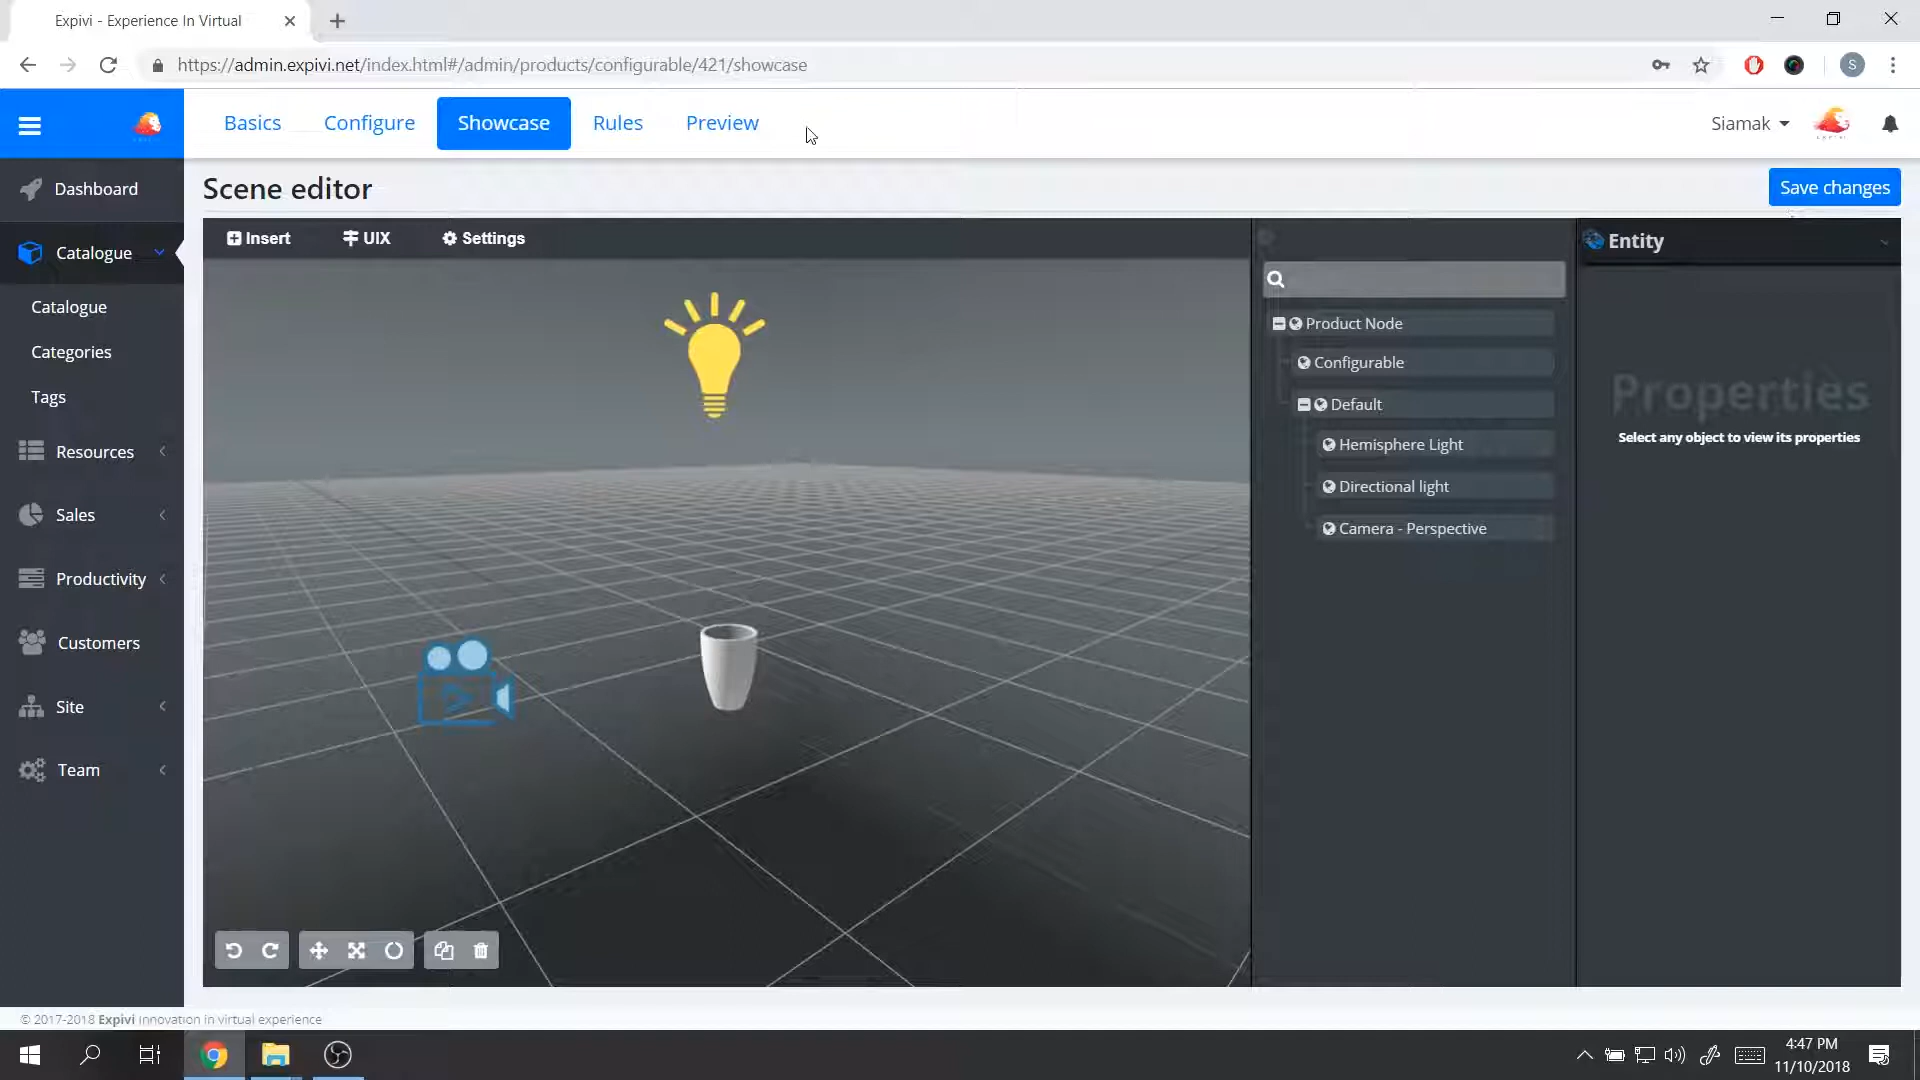 Expivi - Experience In Virtual
https://admin.expivi.net/index.html#/admin/products/configurable/421/showcase
S
Basics
Configure
Showcase
Rules
Preview
Siamak
Dashboard
Scene editor
Save changes
Catalogue
Catalogue
Categories
Tags
Resources
Sales
Productivity
Customers
Site
Team
Insert
UIX
Settings
Product Node
Configurable
Default
Hemisphere Light
Directional light
Camera - Perspective
Entity
Properties
Select any object to view its properties
© 2017-2018 Expivi innovation in virtual experience
4:47 PM
11/10/2018